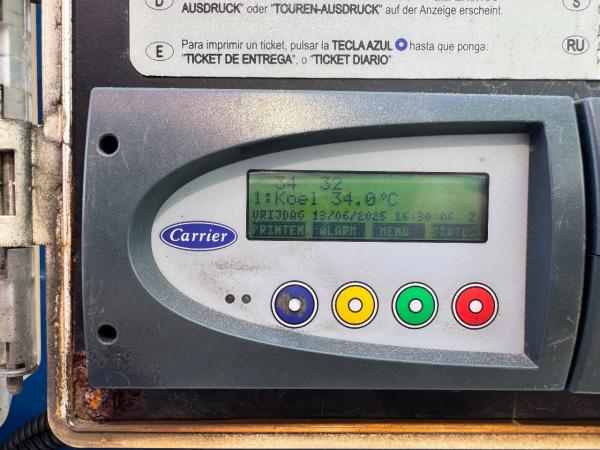 D
AUSDRUCK" oder "TOUREN-AUSDRUCK" auf der Anzeige erscheint.
S
E
Para imprimir un ticket, pulsar la TECLA AZUL hasta que ponga:
"TICKET DE ENTREGA", o "TICKET DIARIO"
RU
34 32
1:Koel 34.0°C
VRIJDAG 13/06/2025 16:30:06 Z
PRINTEN ALARM MENU STATUS
Carrier